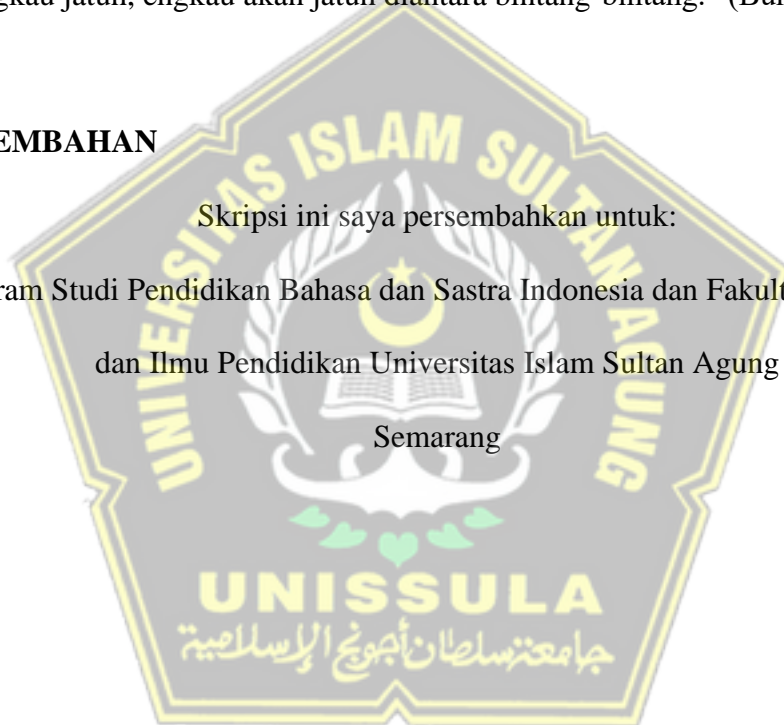 gkau jatuh, engkau akan jatuh diantara bintang-bintang." (Bun
EMBAHAN
Skripsi ini saya persembahkan untuk:
ram Studi Pendidikan Bahasa dan Sastra Indonesia dan Fakult
dan Ilmu Pendidikan Universitas Islam Sultan Agung
Semarang
UNIVERSITAS ISLAM SULTAN AGUNG
UNISSULA
جامعة سلطان أجونج الإسلامية